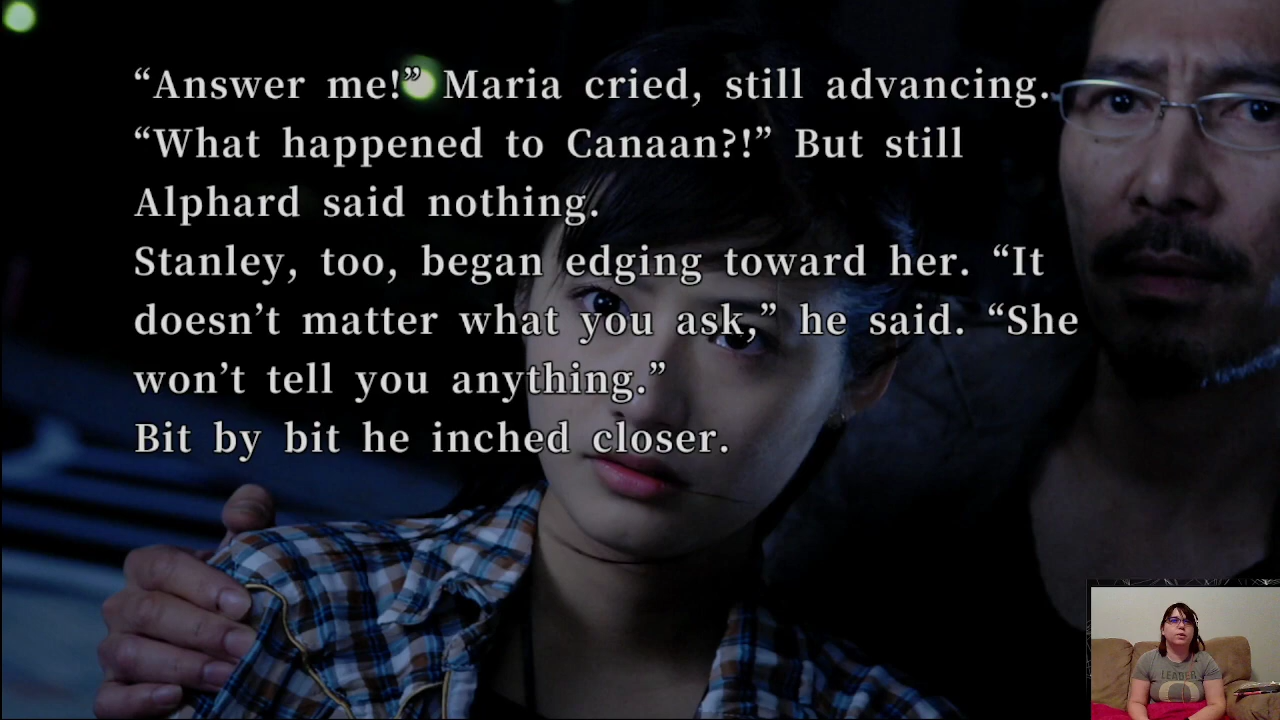 “Answer me!” Maria cried, still advancing.
“What happened to Canaan?!” But still
Alphard said nothing.
Stanley, too, began edging toward her. “It
doesn’t matter what you ask,” he said. “She
won’t tell you anything.”
Bit by bit he inched closer.
LEADER